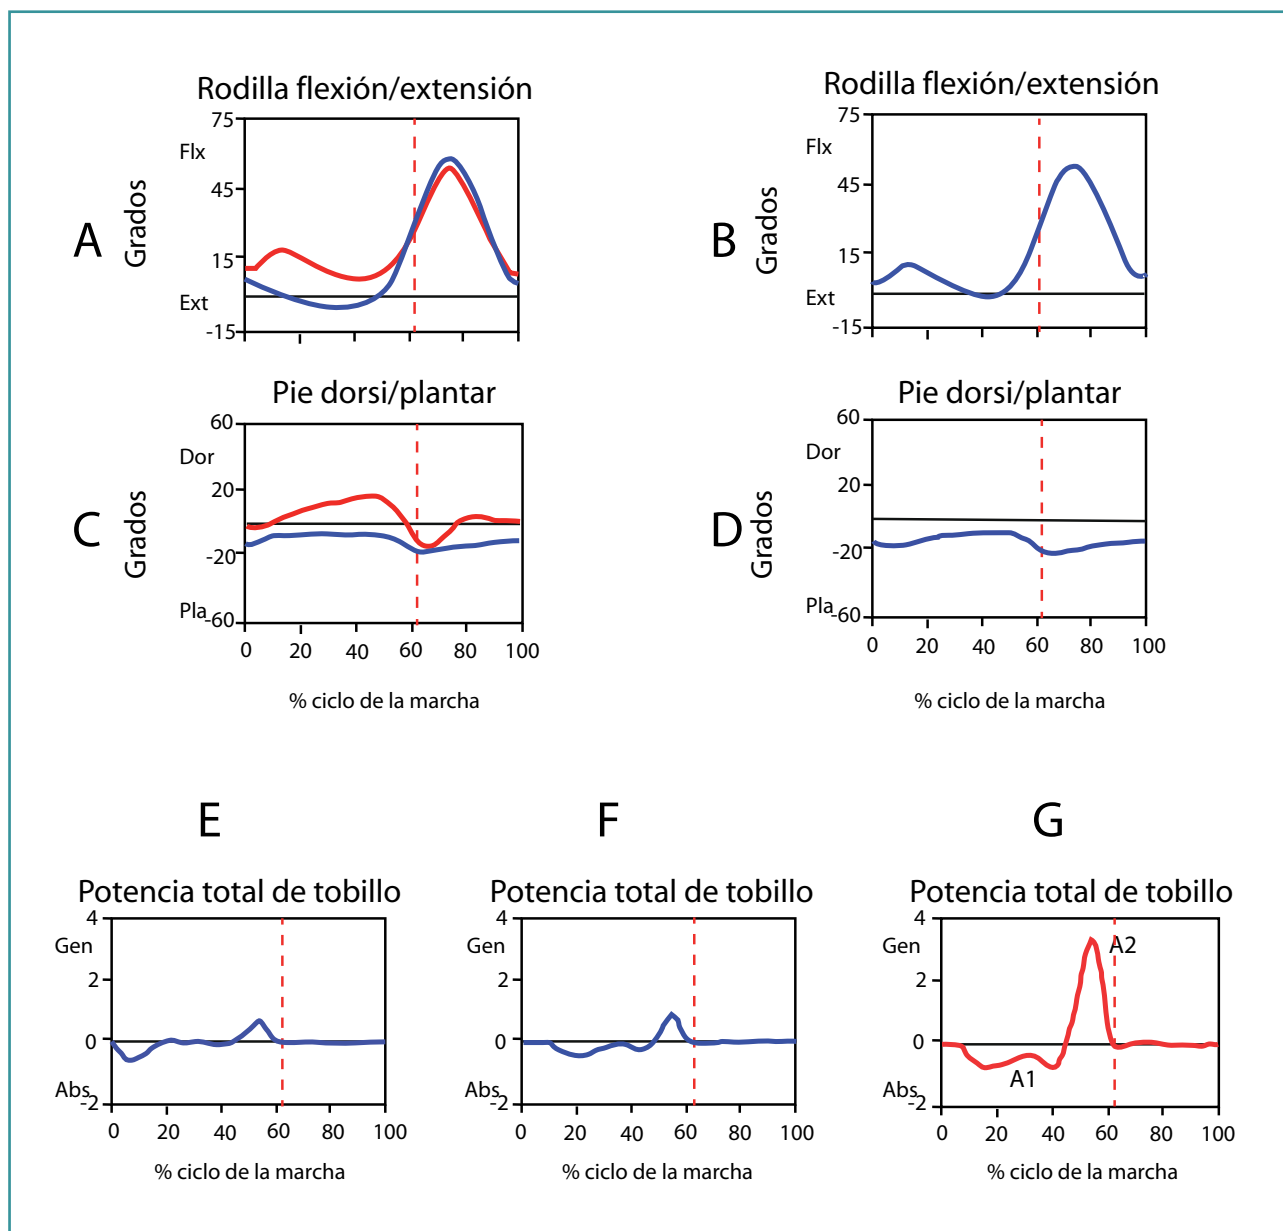 Rodilla flexión/extensión
75
Flx
45
A
Grados
15
Ext
-15
Rodilla flexión/extensión
75
Flx
45
B
Grados
15
Ext
-15
Pie dorsi/plantar
60
Dor
20
C
Grados
-20
Pla
-60
0 20 40 60 80 100
% ciclo de la marcha
Pie dorsi/plantar
60
Dor
20
D
Grados
-20
Pla
-60
0 20 40 60 80 100
% ciclo de la marcha
E
Potencia total de tobillo
4
Gen
2
0
Abs
-2
0 20 40 60 80 100
% ciclo de la marcha
F
Potencia total de tobillo
4
Gen
2
0
Abs
-2
0 20 40 60 80 100
% ciclo de la marcha
G
Potencia total de tobillo
4
Gen
A2
2
0
A1
Abs
-2
0 20 40 60 80 100
% ciclo de la marcha